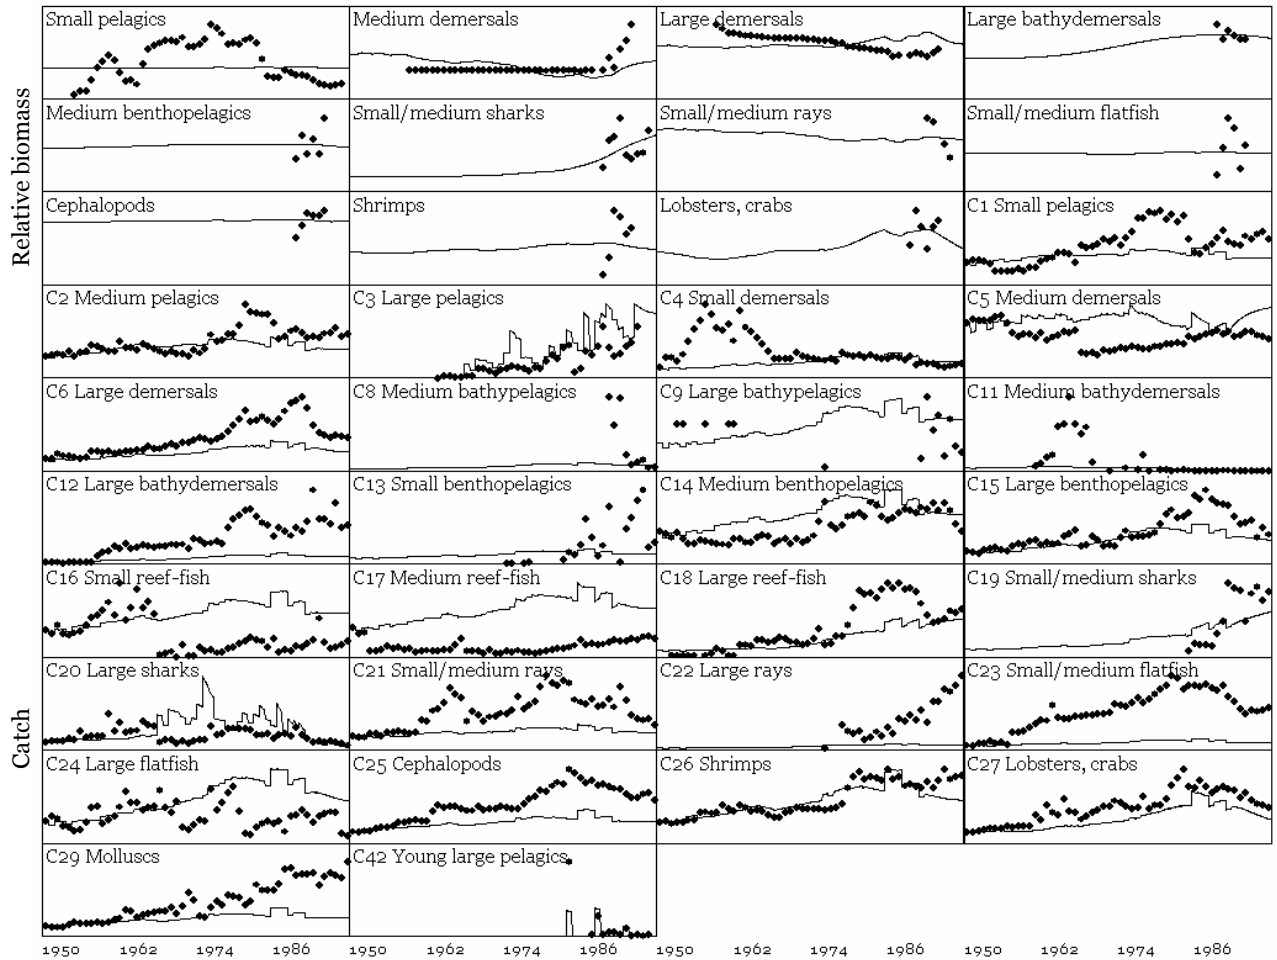 Relative biomass
Small pelagics
Medium demersals
Large demersals
Large bathydemersals
Medium benthopelagics
Small/medium sharks
Small/medium rays
Small/medium flatfish
Cephalopods
Shrimps
Lobsters, crabs
C1 Small pelagics
Catch
C2 Medium pelagics
C3 Large pelagics
C4 Small demersals
C5 Medium demersals
C6 Large demersals
C8 Medium bathypelagics
C9 Large bathypelagics
C11 Medium bathydemersals
C12 Large bathydemersals
C13 Small benthopelagics
C14 Medium benthopelagics
C15 Large benthopelagics
C16 Small reef-fish
C17 Medium reef-fish
C18 Large reef-fish
C19 Small/medium sharks
C20 Large sharks
C21 Small/medium rays
C22 Large rays
C23 Small/medium flatfish
C24 Large flatfish
C25 Cephalopods
C26 Shrimps
C27 Lobsters, crabs
C29 Molluscs
C42 Young large pelagics
1950 1962 1974 1986 1950 1962 1974 1986 1950 1962 1974 1986 1950 1962 1974 1986